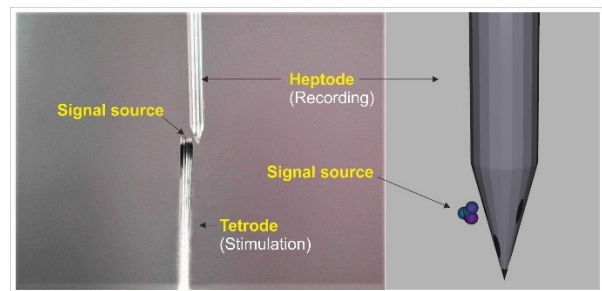 Heptode
(Recording)
Signal source
Signal source
Tetrode
(Stimulation)